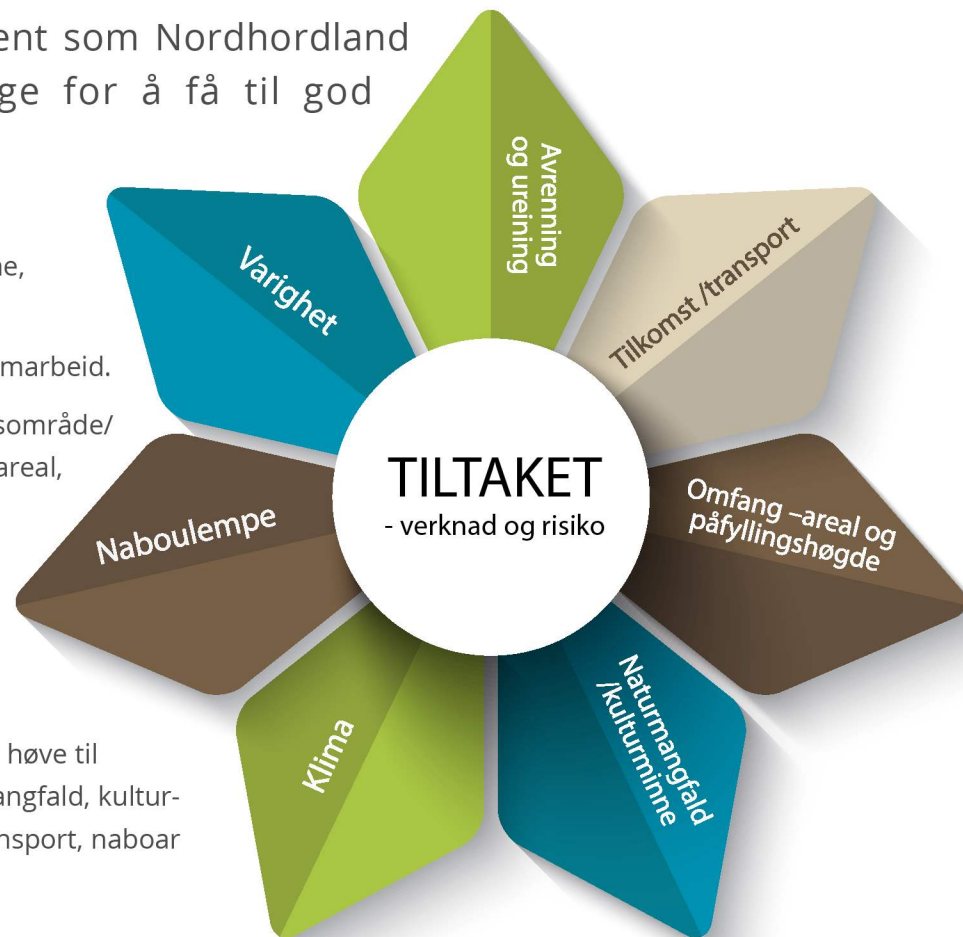 ent som Nordhordland
ge for å få til god
ne,
marbeid.
sområde/
areal,
høve til
angfald, kultur-
nsport, naboar
Avrenning
og ureining
Tilkomst /transport
Omfang –areal og
påfyllingshøgde
Naturmangfald
/kulturminne
Klima
Naboulempe
Varighet
TILTAKET
- verknad og risiko